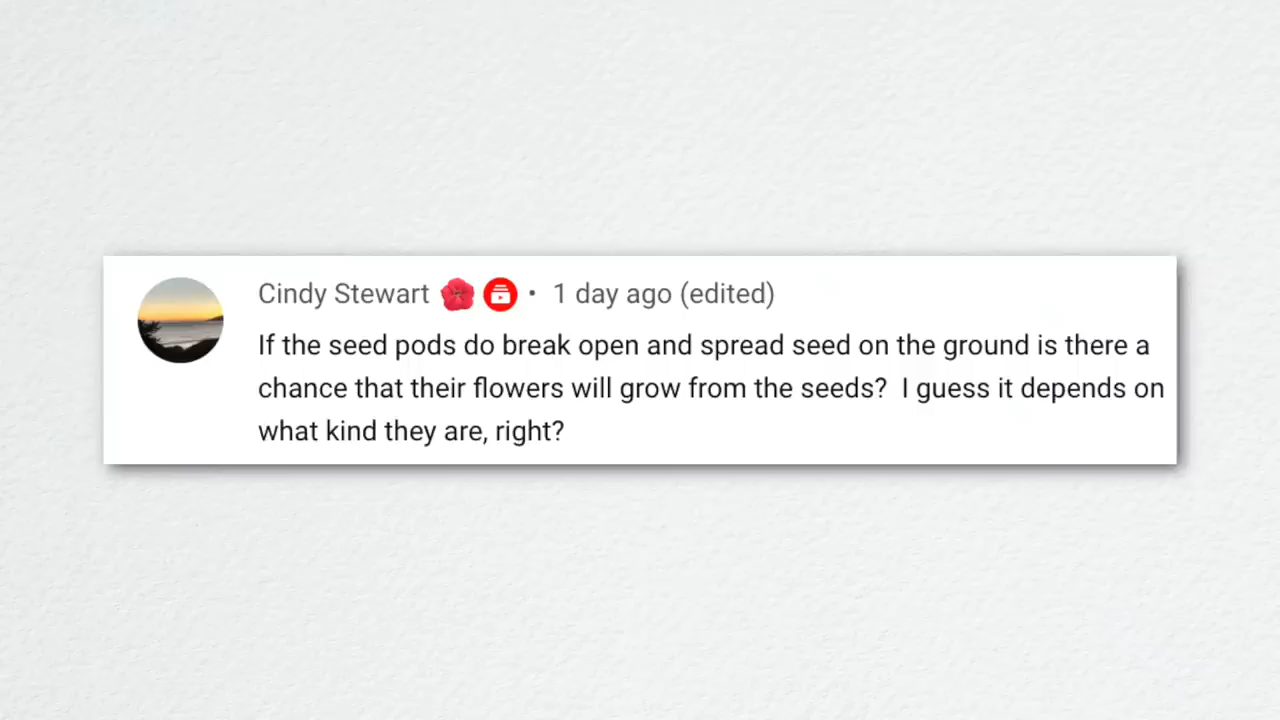 Cindy Stewart 🌺 • 1 day ago (edited)
If the seed pods do break open and spread seed on the ground is there a
chance that their flowers will grow from the seeds?  I guess it depends on
what kind they are, right?